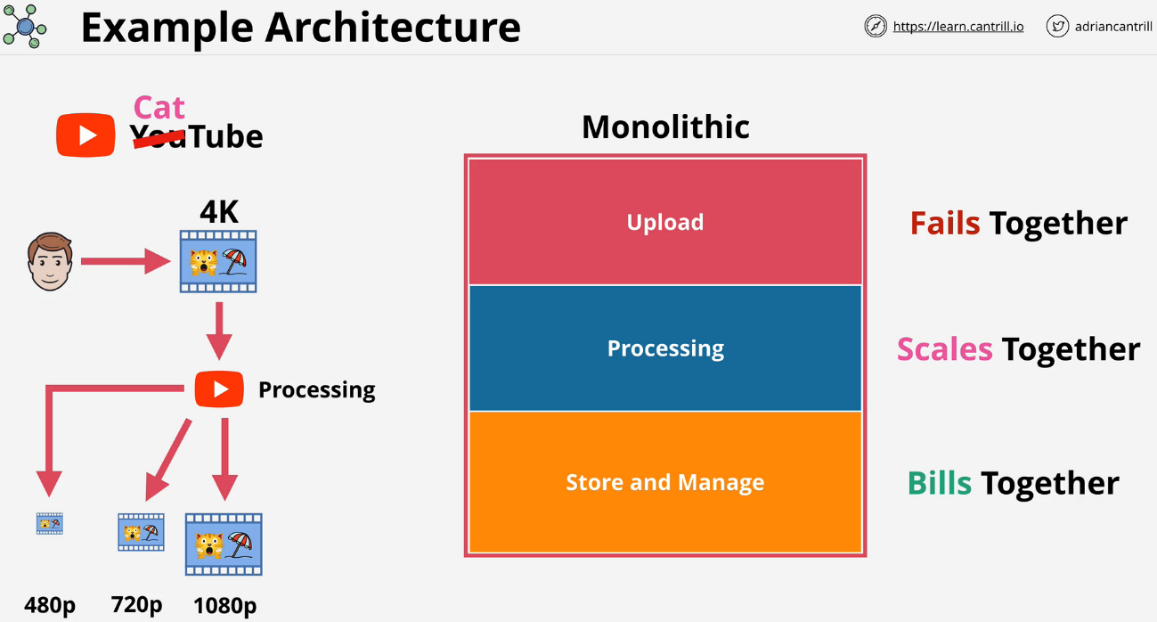 Example Architecture
https://learn.cantrill.io
adriancantrill
Cat
YouTube
4K
Processing
480p
720p
1080p
Monolithic
Upload
Processing
Store and Manage
Fails Together
Scales Together
Bills Together